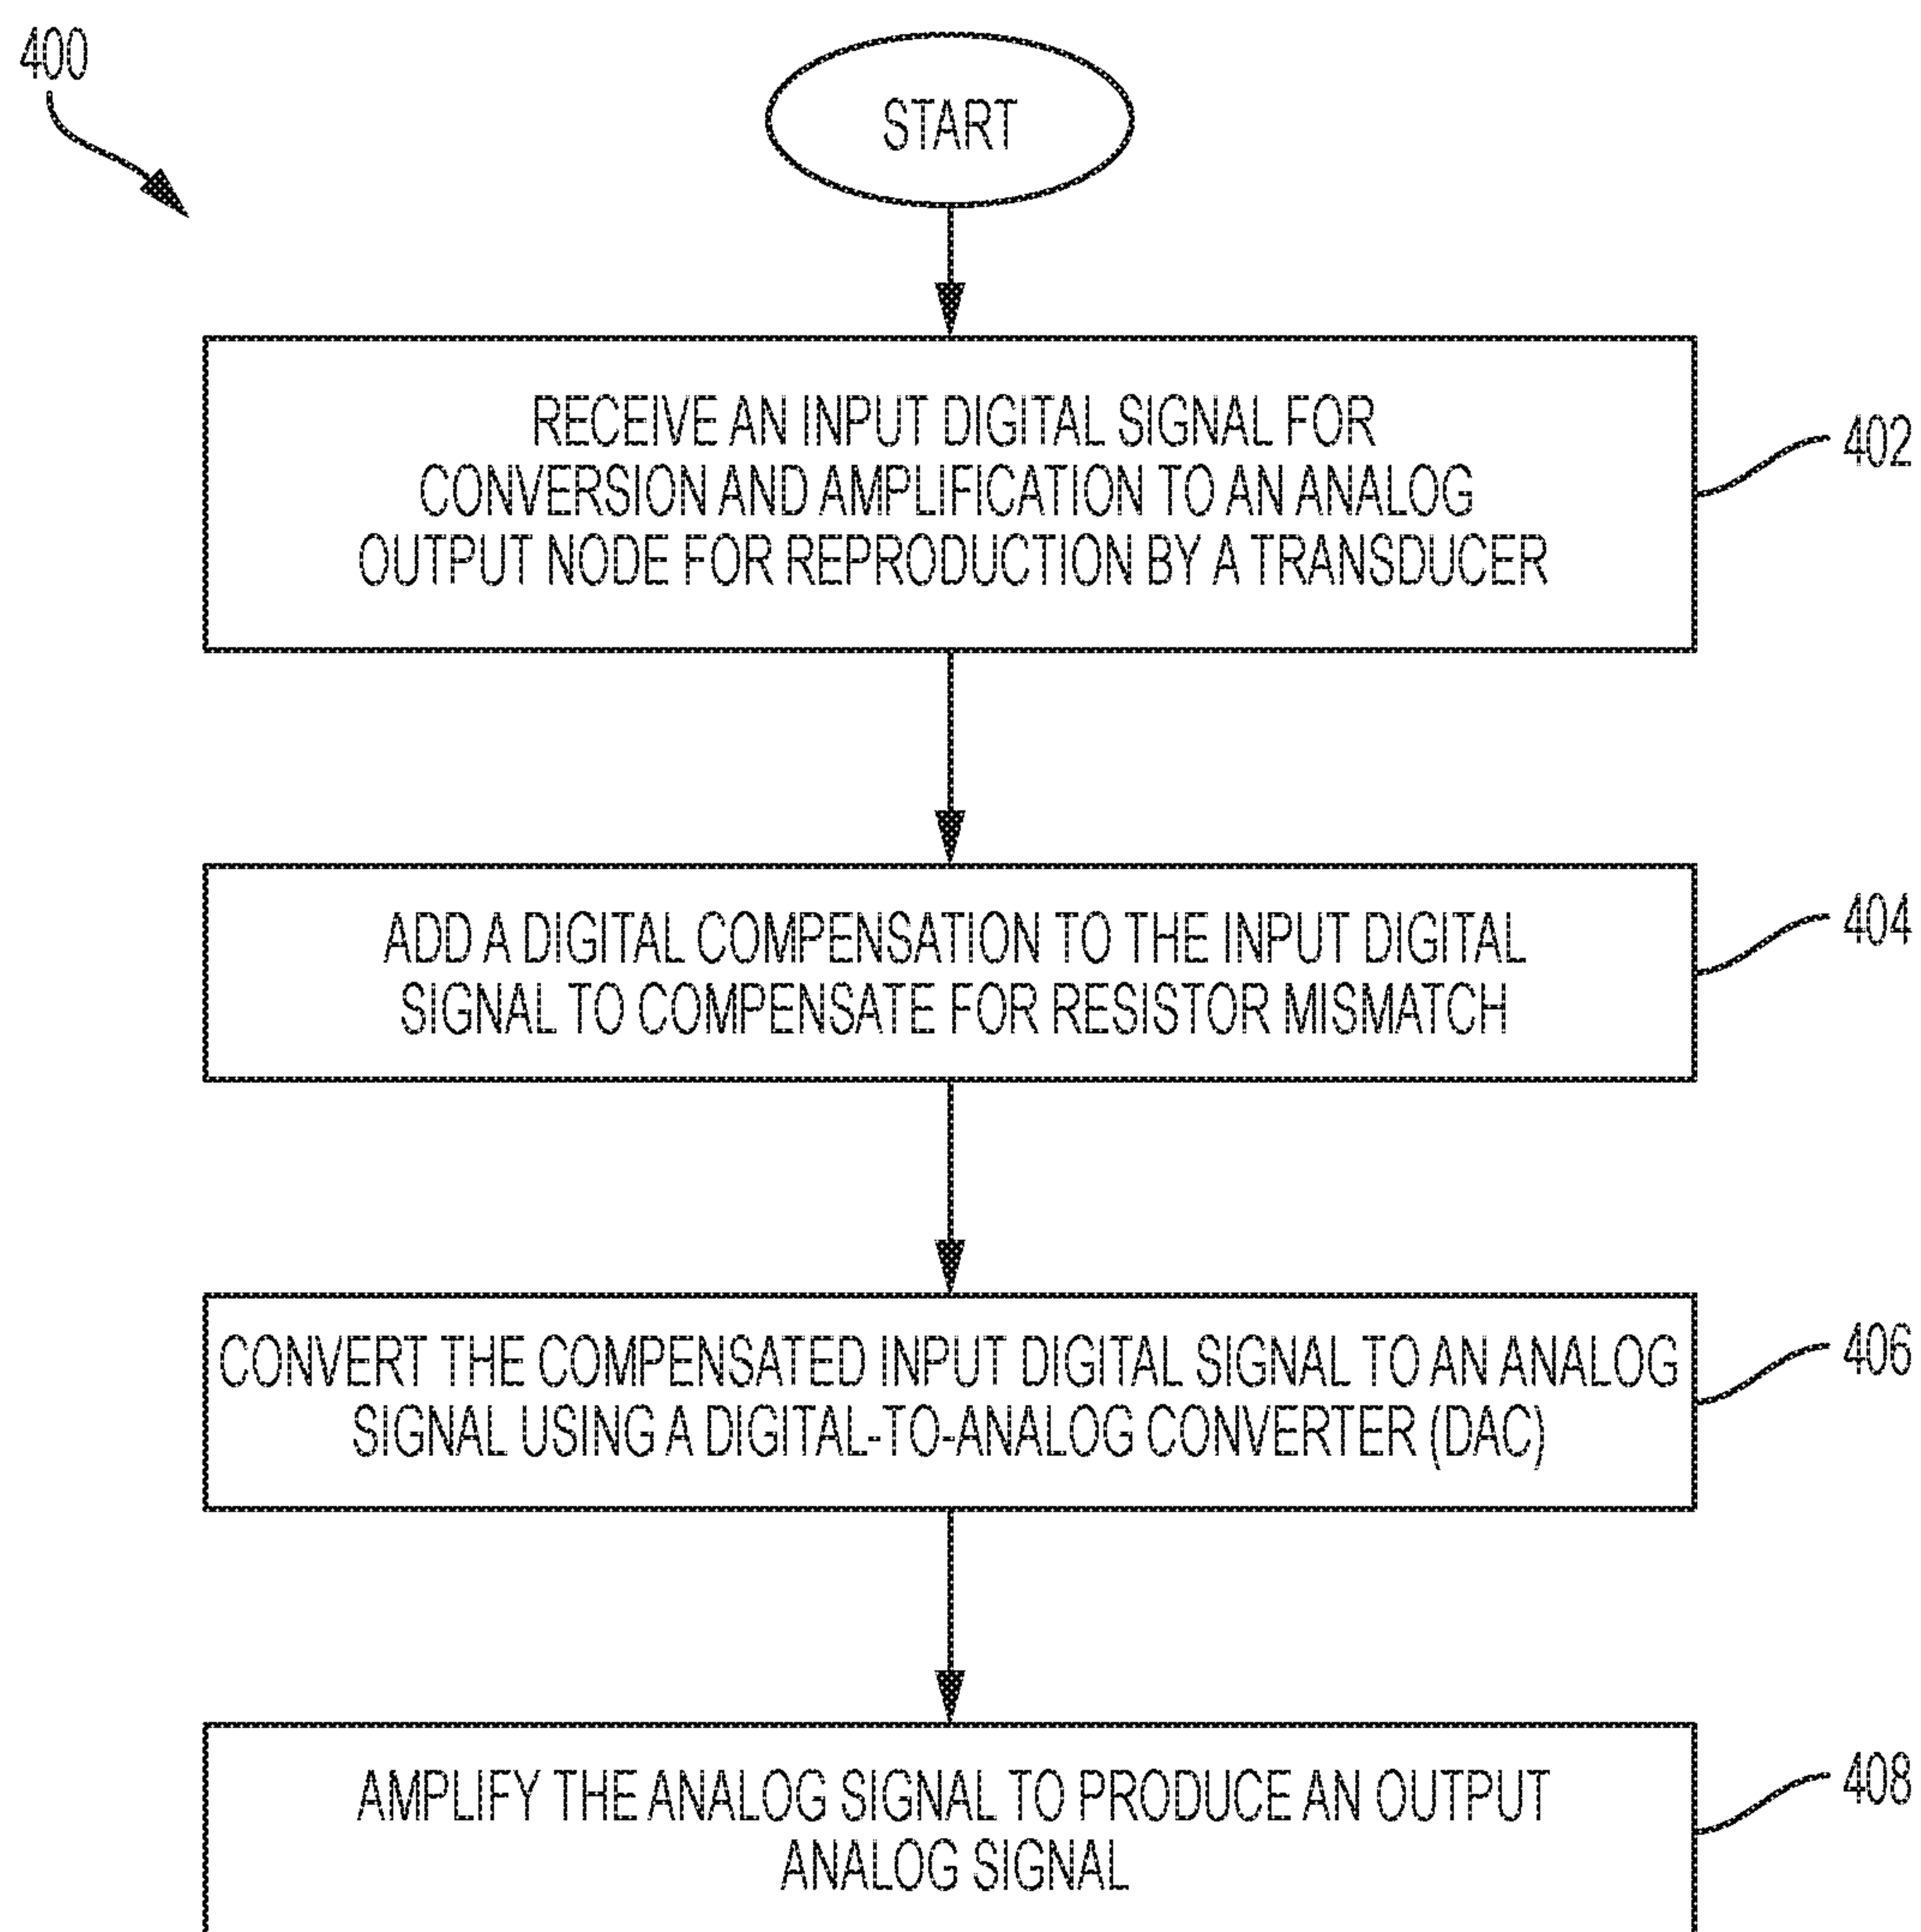 400
START
RECEIVE AN INPUT DIGITAL SIGNAL FOR
CONVERSION AND AMPLIFICATION TO AN ANALOG
OUTPUT NODE FOR REPRODUCTION BY A TRANSDUCER
402
ADD A DIGITAL COMPENSATION TO THE INPUT DIGITAL
SIGNAL TO COMPENSATE FOR RESISTOR MISMATCH
404
CONVERT THE COMPENSATED INPUT DIGITAL SIGNAL TO AN ANALOG
SIGNAL USING A DIGITAL-TO-ANALOG CONVERTER (DAC)
406
AMPLIFY THE ANALOG SIGNAL TO PRODUCE AN OUTPUT
ANALOG SIGNAL
408